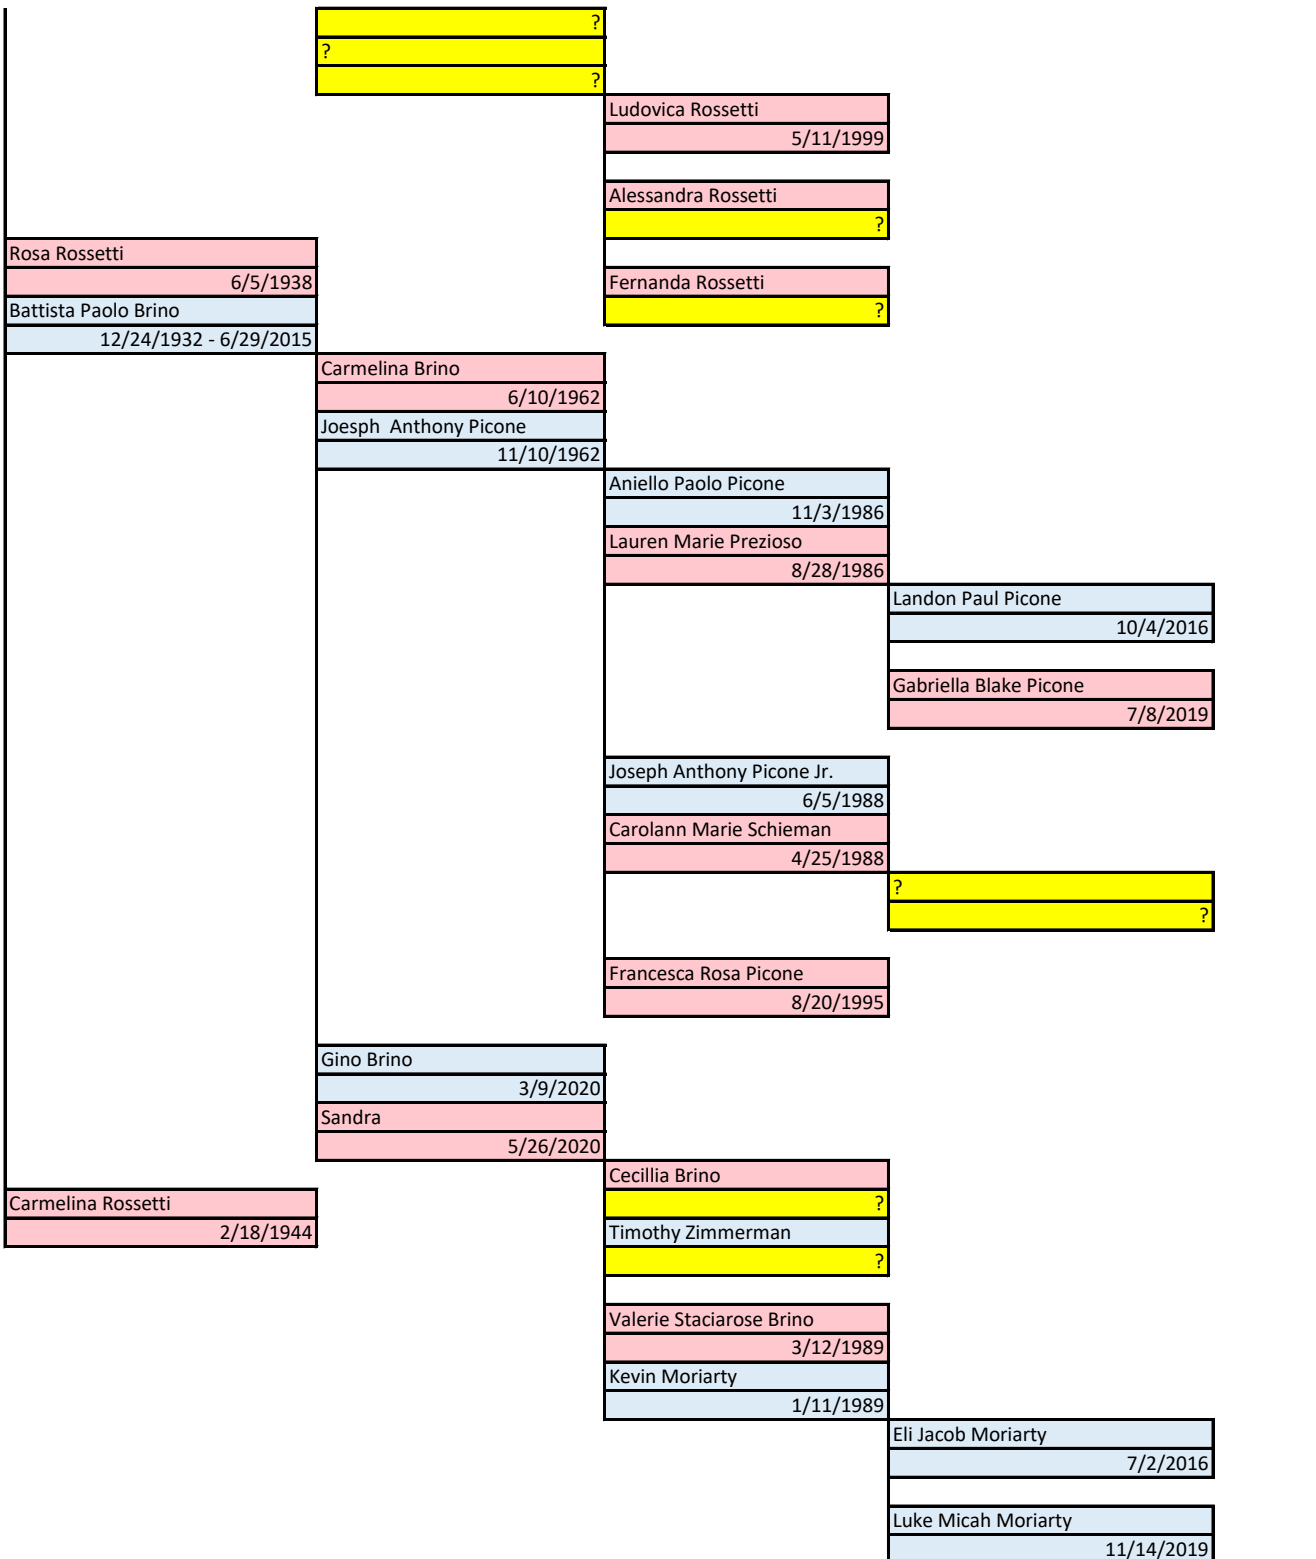 ?
?
?
Ludovica Rossetti
5/11/1999
Alessandra Rossetti
?
Rosa Rossetti
6/5/1938
Fernanda Rossetti
Battista Paolo Brino
?
12/24/1932 - 6/29/2015
Carmelina Brino
6/10/1962
Joesph  Anthony Picone
11/10/1962
Aniello Paolo Picone
11/3/1986
Lauren Marie Prezioso
8/28/1986
Landon Paul Picone
10/4/2016
Gabriella Blake Picone
7/8/2019
Joseph Anthony Picone Jr.
6/5/1988
Carolann Marie Schieman
4/25/1988
?
?
Francesca Rosa Picone
8/20/1995
Gino Brino
3/9/2020
Sandra
5/26/2020
Cecillia Brino
?
Carmelina Rossetti
2/18/1944
Timothy Zimmerman
?
Valerie Staciarose Brino
3/12/1989
Kevin Moriarty
1/11/1989
Eli Jacob Moriarty
7/2/2016
Luke Micah Moriarty
11/14/2019